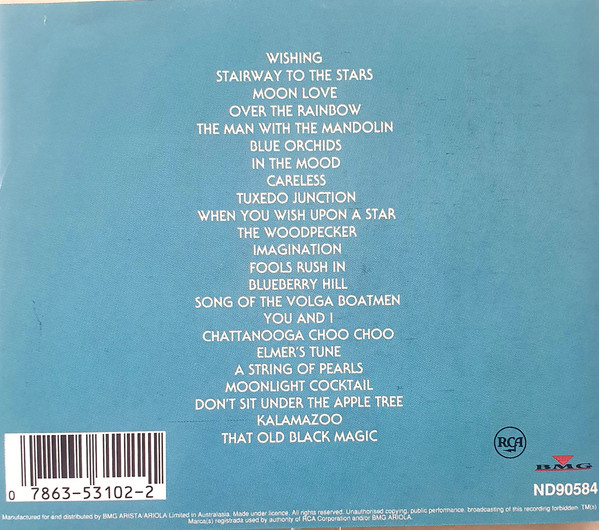 WISHING
STAIRWAY TO THE STARS
MOON LOVE
OVER THE RAINBOW
THE MAN WITH THE MANDOLIN
BLUE ORCHIDS
IN THE MOOD
CARELESS
TUXEDO JUNCTION
WHEN YOU WISH UPON A STAR
THE WOODPECKER
IMAGINATION
FOOLS RUSH IN
BLUEBERRY HILL
SONG OF THE VOLGA BOATMEN
YOU AND I
CHATTANOOGA CHOO CHOO
ELMER'S TUNE
A STRING OF PEARLS
MOONLIGHT COCKTAIL
DON'T SIT UNDER THE APPLE TREE
KALAMAZOO
THAT OLD BLACK MAGIC
RCA
BMG
0 7863-53102-2
ND90584
Manufactured for and distributed by BMG ARISTA/ARIOLA Limited in Australasia. Made under licence. All rights reserved. Unauthorised copying, public performance, broadcasting of this recording forbidden. TM(s)
Marca(s) registrada used by authority of RCA Corporation and/or BMG ARIOLA.